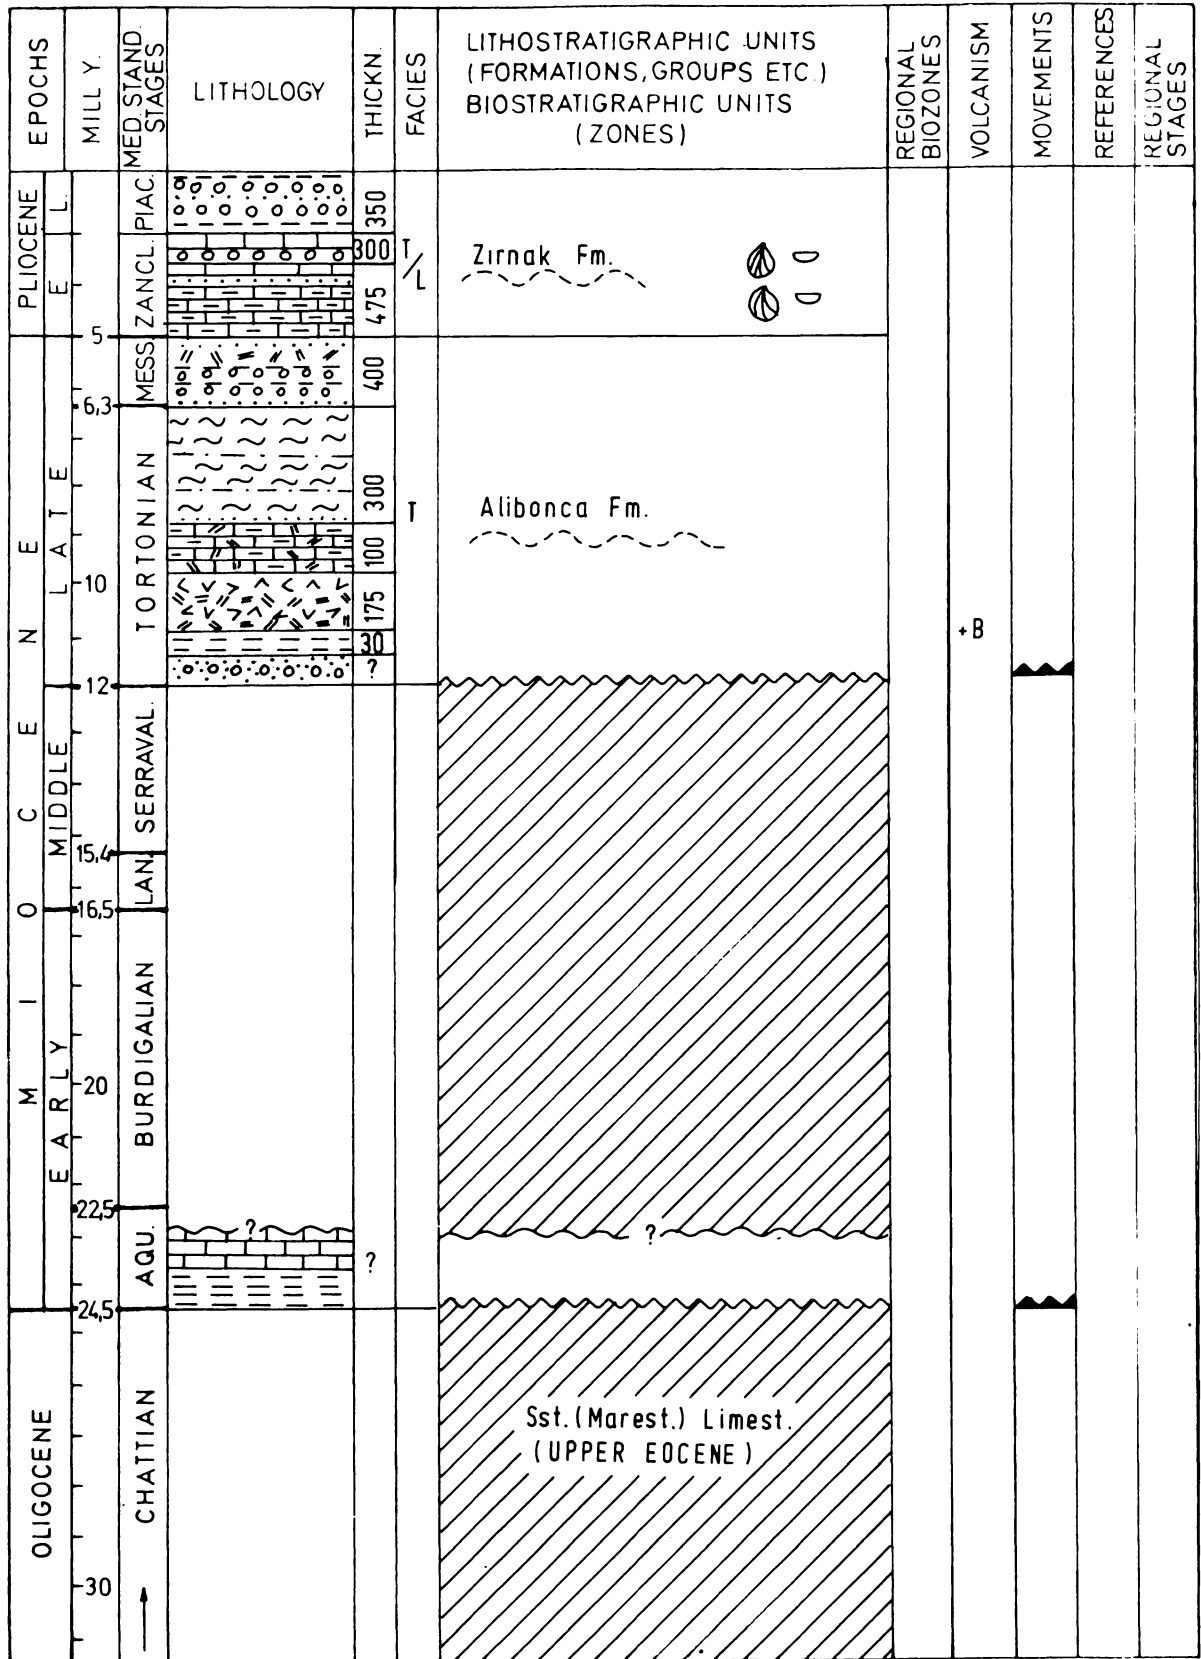 EPOCHS
MILL Y.
MED. STAND.
STAGES
LITHOLOGY
THICKN.
FACIES
LITHOSTRATIGRAPHIC UNITS
(FORMATIONS, GROUPS ETC.)
BIOSTRATIGRAPHIC UNITS
(ZONES)
REGIONAL
BIOZONES
VOLCANISM
MOVEMENTS
REFERENCES
REGIONAL
STAGES
PLIOCENE
L.
E
PIAC.
ZANCL.
350
300
475
T/L
Zırnak Fm.
5
MIOCENE
LATE
MESS.
400
6,3
TORTONIAN
300
T
Alibonca Fm.
100
10
175
30
+B
?
12
MIDDLE
SERRAVAL.
15,4
LAN.
16,5
EARLY
BURDIGALIAN
20
22,5
AQU.
?
?
?
24,5
OLIGOCENE
CHATTIAN
Sst. (Marest.) Limest.
(UPPER EOCENE)
30